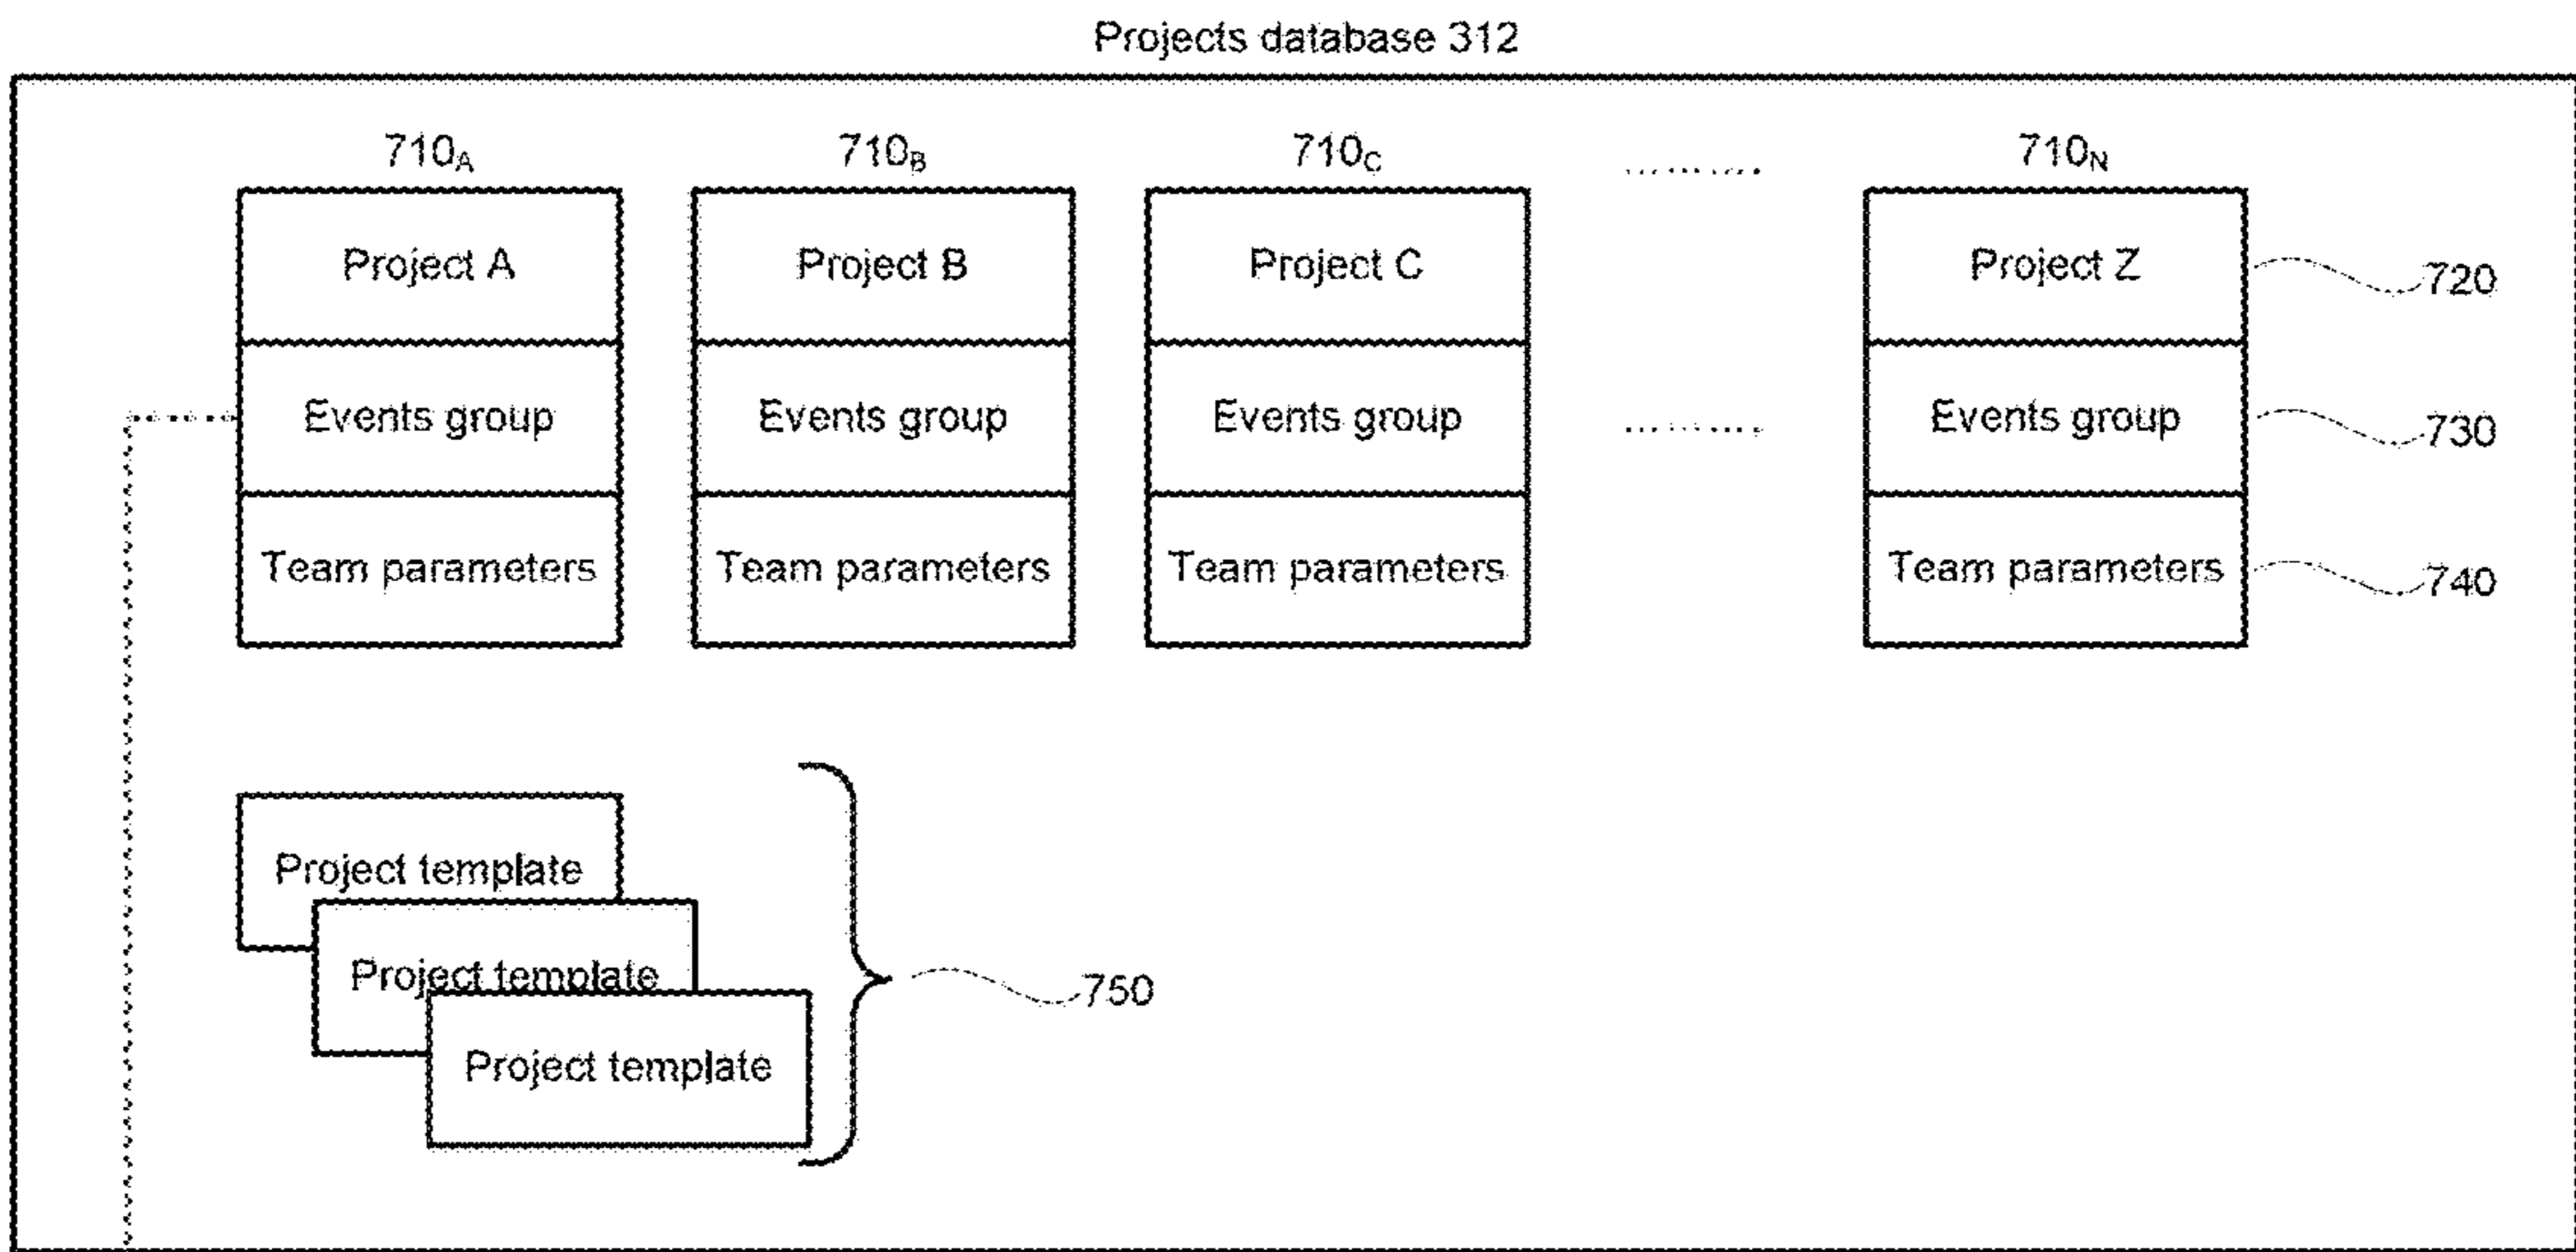 Projects database 312
710A 710B 710C 710N
Project A Project B Project C Project Z 720
Events group Events group Events group Events group 730
Team parameters Team parameters Team parameters Team parameters 740
Project template
Project template
750
Project template